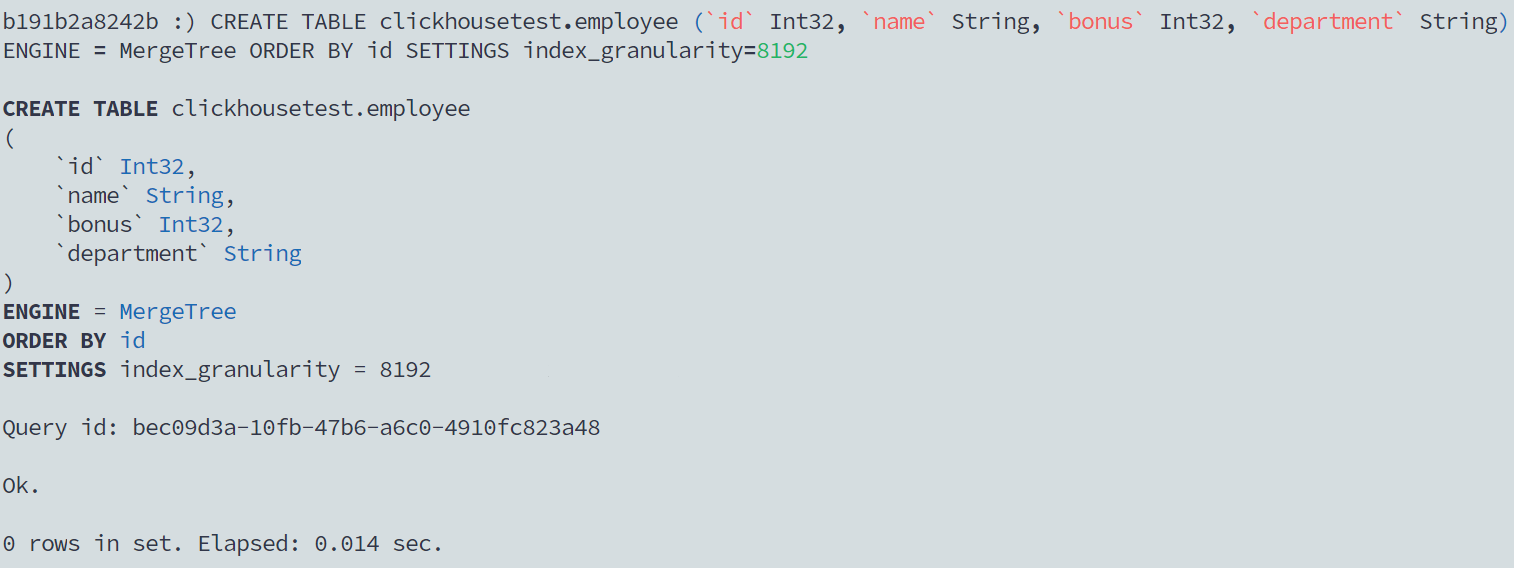 b191b2a8242b :) CREATE TABLE clickhousetest.employee (`id` Int32, `name` String, `bonus` Int32, `department` String)
ENGINE = MergeTree ORDER BY id SETTINGS index_granularity=8192
CREATE TABLE clickhousetest.employee
(
    `id` Int32,
    `name` String,
    `bonus` Int32,
    `department` String
)
ENGINE = MergeTree
ORDER BY id
SETTINGS index_granularity = 8192
Query id: bec09d3a-10fb-47b6-a6c0-4910fc823a48
Ok.
0 rows in set. Elapsed: 0.014 sec.